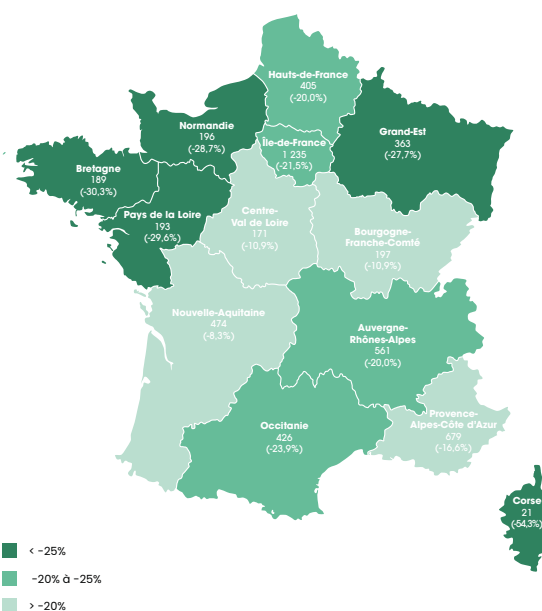 Hauts-de-France
405
(-20,0%)
Normandie
196
(-28,7%)
Île-de-France
1 235
(-21,5%)
Grand-Est
363
(-27,7%)
Bretagne
189
(-30,3%)
Pays de la Loire
193
(-29,6%)
Centre-
Val de Loire
171
(-10,9%)
Bourgogne-
Franche-Comté
197
(-10,9%)
Nouvelle-Aquitaine
474
(-8,3%)
Auvergne-
Rhônes-Alpes
561
(-20,0%)
Occitanie
426
(-23,9%)
Provence-
Alpes-Côte d'Azur
679
(-16,6%)
Corse
21
(-54,3%)
< -25%
-20% à -25%
> -20%